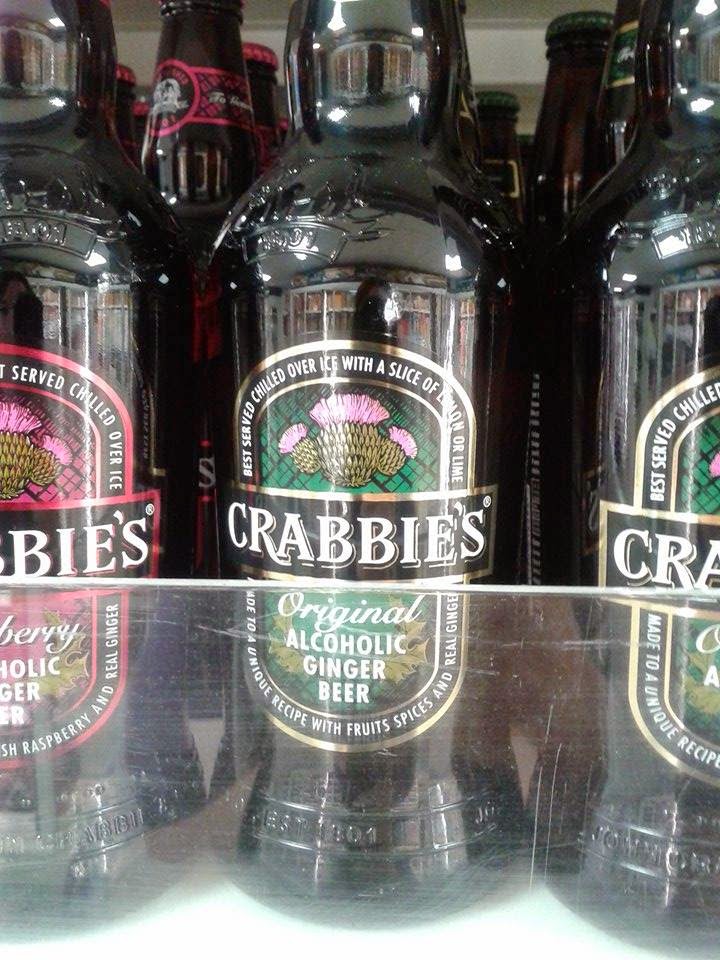 T SERVED CHILLED OVER ICE
BBIE'S®
berry
HOLIC
GER
ER
SH RASPBERRY AND REAL GINGER
BEST SERVED CHILLED OVER ICE WITH A SLICE OF LEMON OR LIME
CRABBIE'S®
Original
ALCOHOLIC
GINGER
BEER
MADE TO A UNIQUE RECIPE WITH FRUITS SPICES AND REAL GINGER
EST 1801
BEST SERVED CHILLED
CRA
O
A
MADE TO A UNIQUE RECIPE